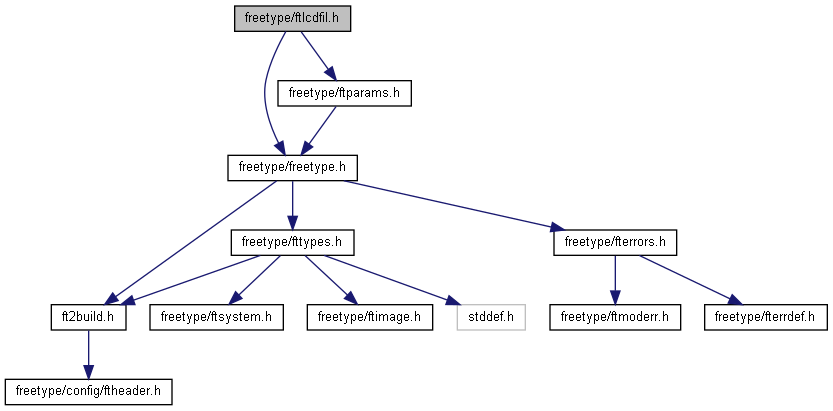 freetype/ftlcdfil.h
freetype/ftparams.h
freetype/freetype.h
freetype/fttypes.h
freetype/fterrors.h
ft2build.h
freetype/ftsystem.h
freetype/ftimage.h
stddef.h
freetype/ftmoderr.h
freetype/fterrdef.h
freetype/config/ftheader.h